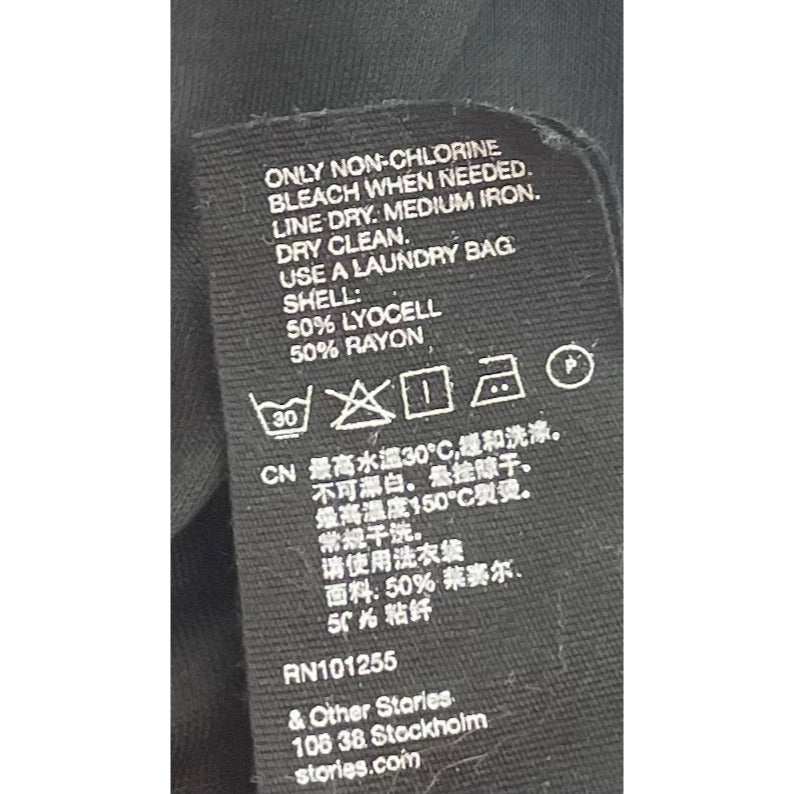 ONLY NON-CHLORINE
BLEACH WHEN NEEDED.
LINE DRY. MEDIUM IRON.
DRY CLEAN.
USE A LAUNDRY BAG
SHELL:
50% LYOCELL
50% RAYON
30 P
CN 最高水温30°C,缓和洗涤。
不可漂白。悬挂晾干、
最高温度150°C熨烫。
常规干洗。
请使用洗衣袋
面料: 50% 莱赛尔、
50% 粘纤
RN101255
& Other Stories
106 38 Stockholm
stories.com